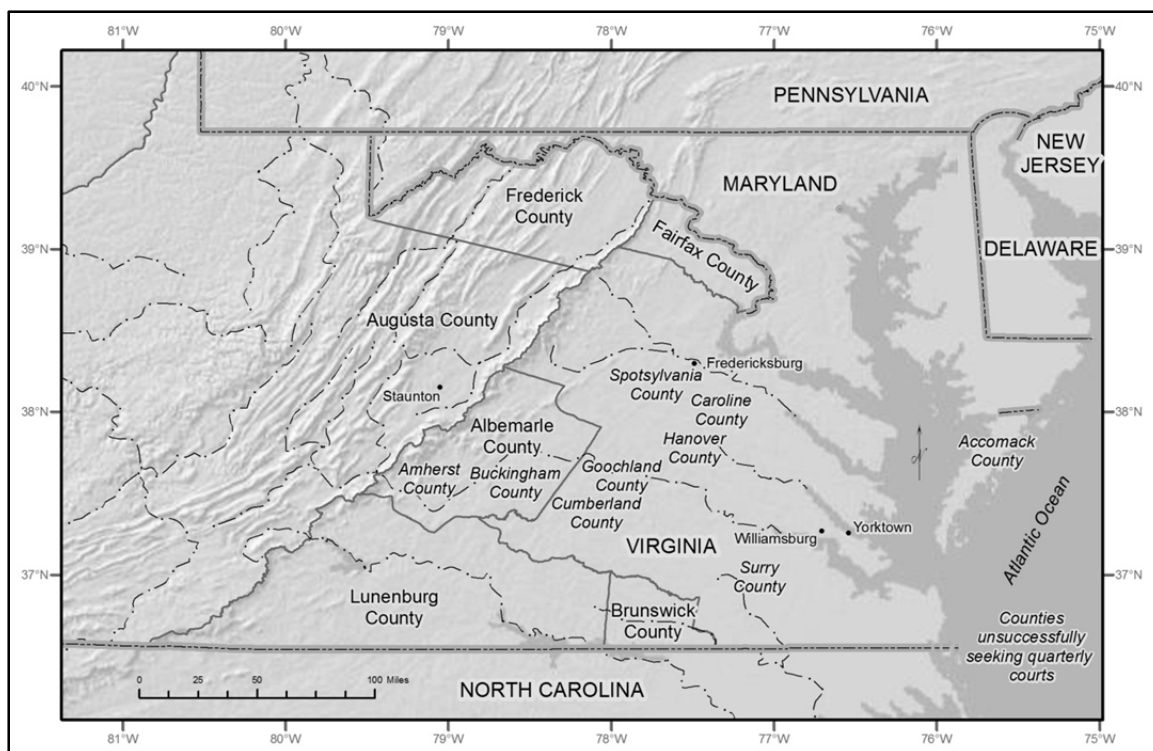 81°W 80°W 79°W 78°W 77°W 76°W 75°W
40°N 40°N
PENNSYLVANIA
NEW
JERSEY
MARYLAND
Frederick
County
39°N 39°N
Fairfax County
DELAWARE
Augusta County
Fredericksburg
Spotsylvania
County
Staunton
38°N 38°N
Caroline
County
Albemarle
County
Hanover
County
Accomack
County
Amherst
County
Buckingham
County
Goochland
County
Cumberland
County
Atlantic Ocean
Yorktown
Williamsburg
VIRGINIA
37°N 37°N
Surry
County
Lunenburg
County
Brunswick
County
Counties
unsuccessfully
seeking quarterly
courts
0 25 50 100 Miles
NORTH CAROLINA
81°W 80°W 79°W 78°W 77°W 76°W 75°W